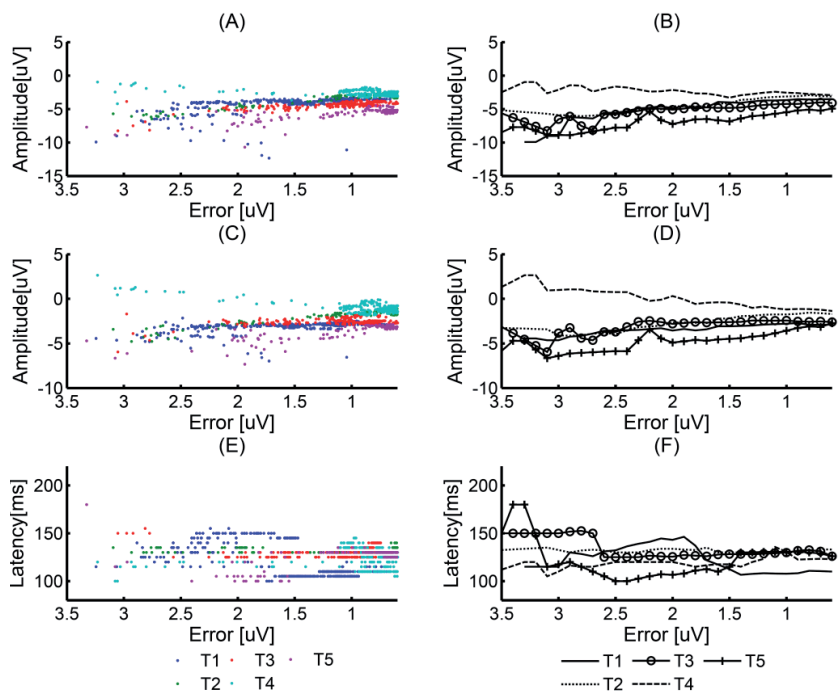 (A)
5
0
-5
-10
-15
Amplitude[uV]
3.5 3 2.5 2 1.5 1
Error [uV]
(B)
5
0
-5
-10
-15
Amplitude[uV]
3.5 3 2.5 2 1.5 1
Error [uV]
(C)
5
0
-5
-10
Amplitude[uV]
3.5 3 2.5 2 1.5 1
Error [uV]
(D)
5
0
-5
-10
Amplitude[uV]
3.5 3 2.5 2 1.5 1
Error [uV]
(E)
200
150
100
Latency[ms]
3.5 3 2.5 2 1.5 1
Error [uV]
(F)
200
150
100
Latency[ms]
3.5 3 2.5 2 1.5 1
Error [uV]
T1 T3 T5
T2 T4
T1 T3 T5
T2 T4